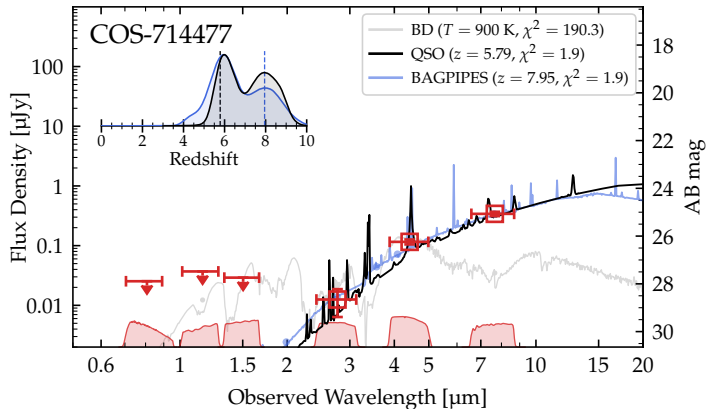 COS-714477
BD (T = 900 K, χ² = 190.3)
QSO (z = 5.79, χ² = 1.9)
BAGPIPES (z = 7.95, χ² = 1.9)
0 2 4 6 8 10
Redshift
100
10
1
0.1
0.01
Flux Density [µJy]
18
19
20
22
24
26
28
30
AB mag
0.6 1 1.5 2 3 4 5 6 10 15 20
Observed Wavelength [µm]